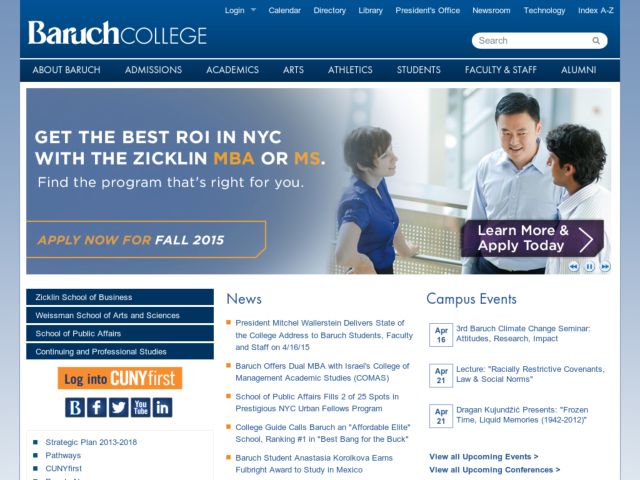 Login Calendar Directory Library President's Office Newsroom Technology Index A-Z
Baruch COLLEGE
Search
ABOUT BARUCH ADMISSIONS ACADEMICS ARTS ATHLETICS STUDENTS FACULTY & STAFF ALUMNI
GET THE BEST ROI IN NYC
WITH THE ZICKLIN MBA OR MS.
Find the program that's right for you.
APPLY NOW FOR FALL 2015
Learn More &
Apply Today
Zicklin School of Business
Weissman School of Arts and Sciences
School of Public Affairs
Continuing and Professional Studies
Log into CUNYfirst
B f You Tube in
Strategic Plan 2013-2018
Pathways
CUNYfirst
News
President Mitchel Wallerstein Delivers State of
the College Address to Baruch Students, Faculty
and Staff on 4/16/15
Baruch Offers Dual MBA with Israel's College of
Management Academic Studies (COMAS)
School of Public Affairs Fills 2 of 25 Spots in
Prestigious NYC Urban Fellows Program
College Guide Calls Baruch an "Affordable Elite"
School, Ranking #1 in "Best Bang for the Buck"
Baruch Student Anastasia Korolkova Earns
Fulbright Award to Study in Mexico
Campus Events
Apr
16
3rd Baruch Climate Change Seminar:
Attitudes, Research, Impact
Apr
21
Lecture: "Racially Restrictive Covenants,
Law & Social Norms"
Apr
21
Dragan Kujundžić Presents: "Frozen
Time, Liquid Memories (1942-2012)"
View all Upcoming Events >
View all Upcoming Conferences >